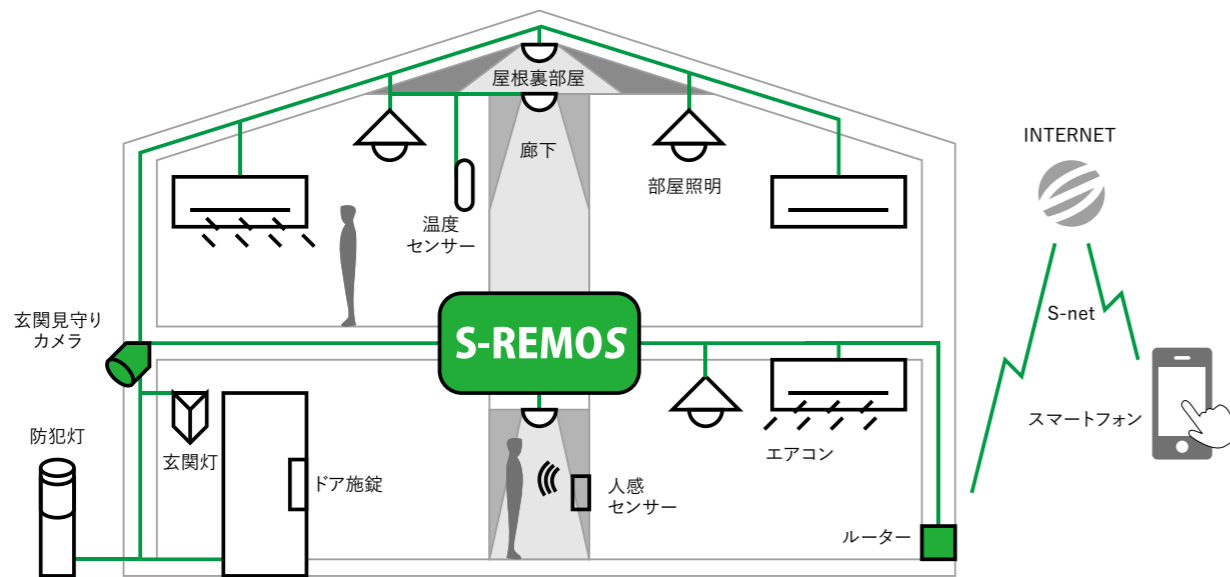 屋根裏部屋
廊下
部屋照明
温度
センサー
INTERNET
S-net
スマートフォン
玄関見守り
カメラ
S-REMOS
防犯灯
玄関灯
ドア施錠
人感
センサー
エアコン
ルーター